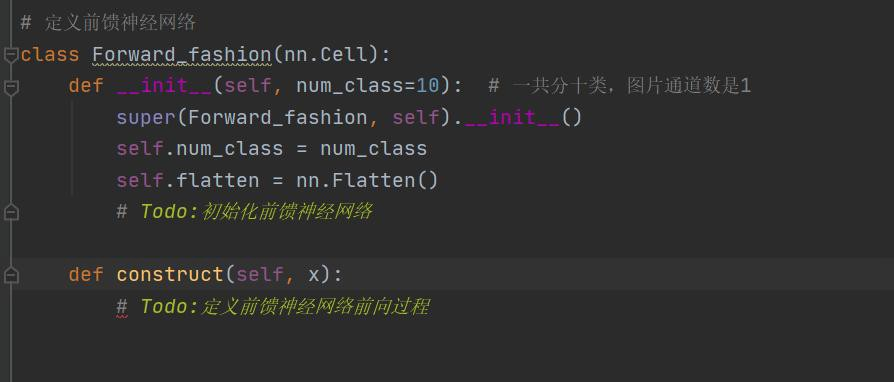 # 定义前馈神经网络
class Forward_fashion(nn.Cell):
    def __init__(self, num_class=10):  # 一共分十类，图片通道数是1
        super(Forward_fashion, self).__init__()
        self.num_class = num_class
        self.flatten = nn.Flatten()
        # Todo:初始化前馈神经网络
    def construct(self, x):
        # Todo:定义前馈神经网络前向过程